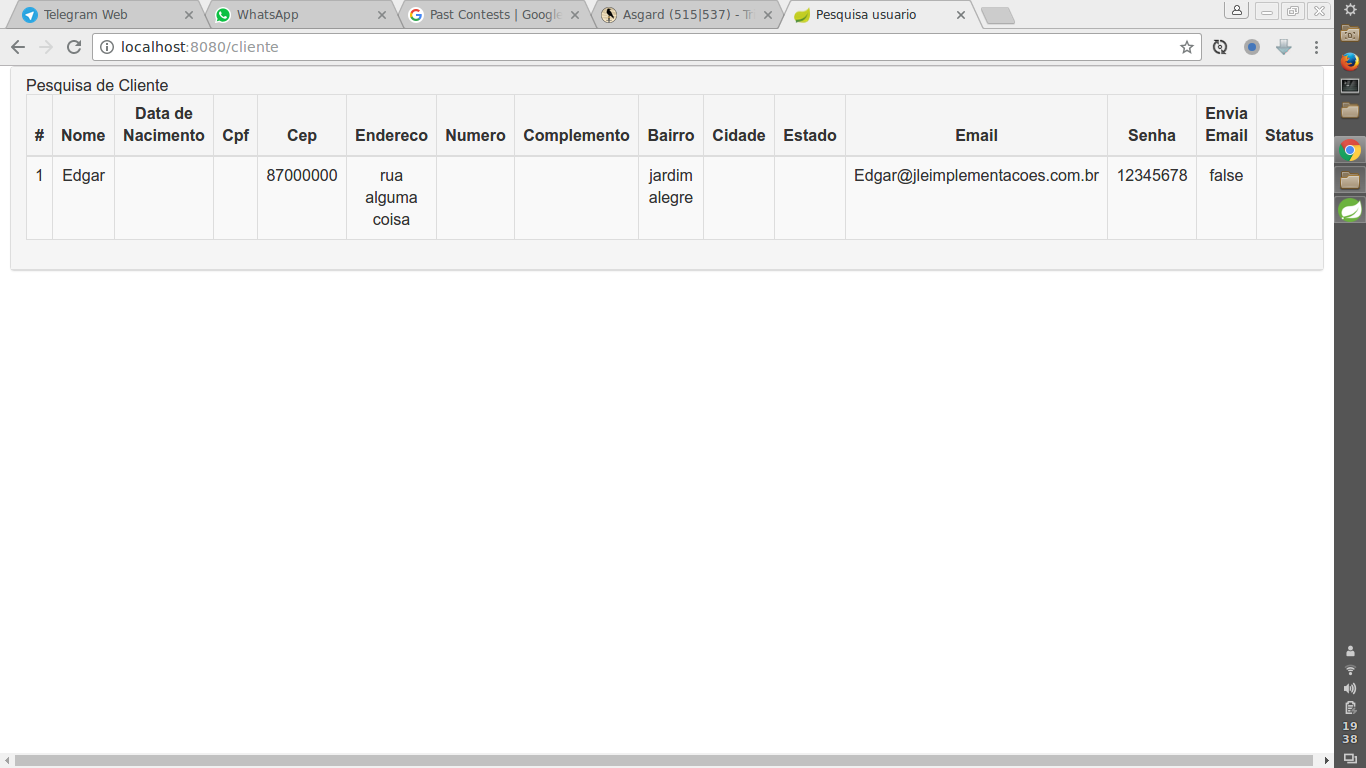 Telegram Web
WhatsApp
Past Contests | Google
Asgard (515|537) - Tr
Pesquisa usuario
localhost:8080/cliente
Pesquisa de Cliente
# Nome Data de Nacimento Cpf Cep Endereco Numero Complemento Bairro Cidade Estado Email Senha Envia Email Status
1 Edgar 87000000 rua alguma coisa jardim alegre Edgar@jleimplementacoes.com.br 12345678 false
19
38